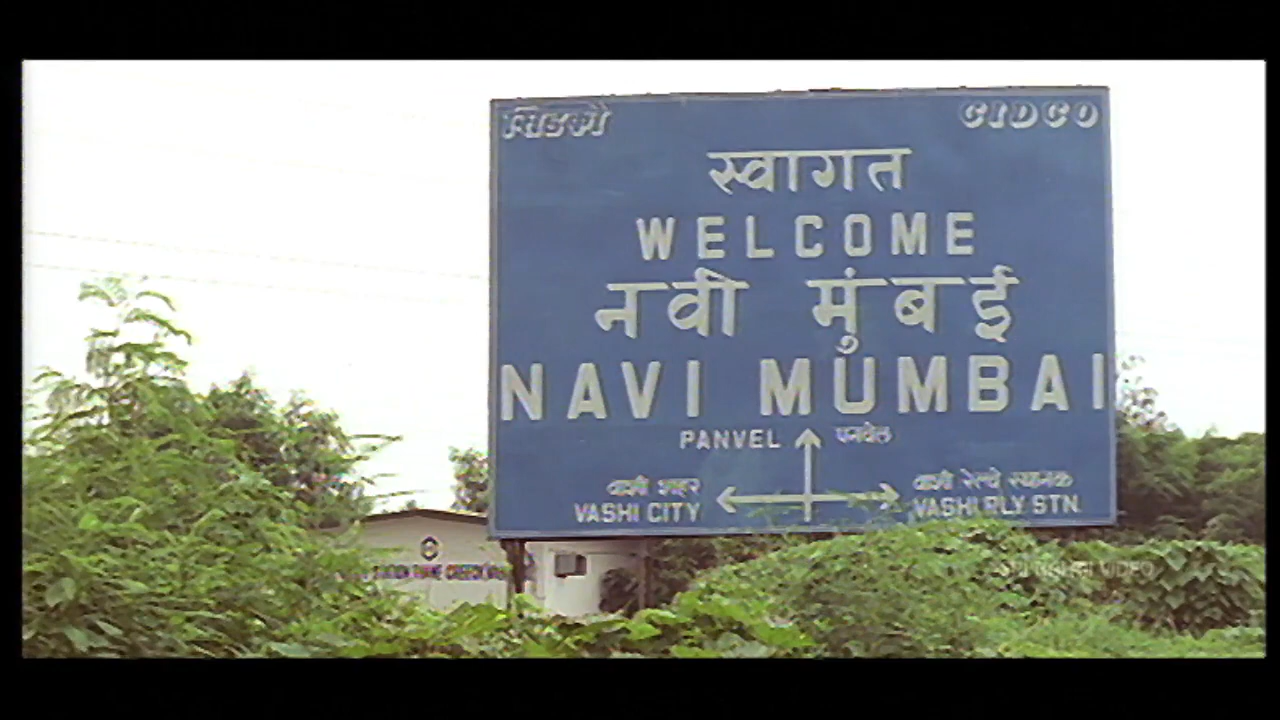 सिडको CIDCO
स्वागत
WELCOME
नवी मुंबई
NAVI MUMBAI
PANVEL पनवेल
वाशी शहर वाशी रेल्वे स्थानक
VASHI CITY VASHI RLY STN.